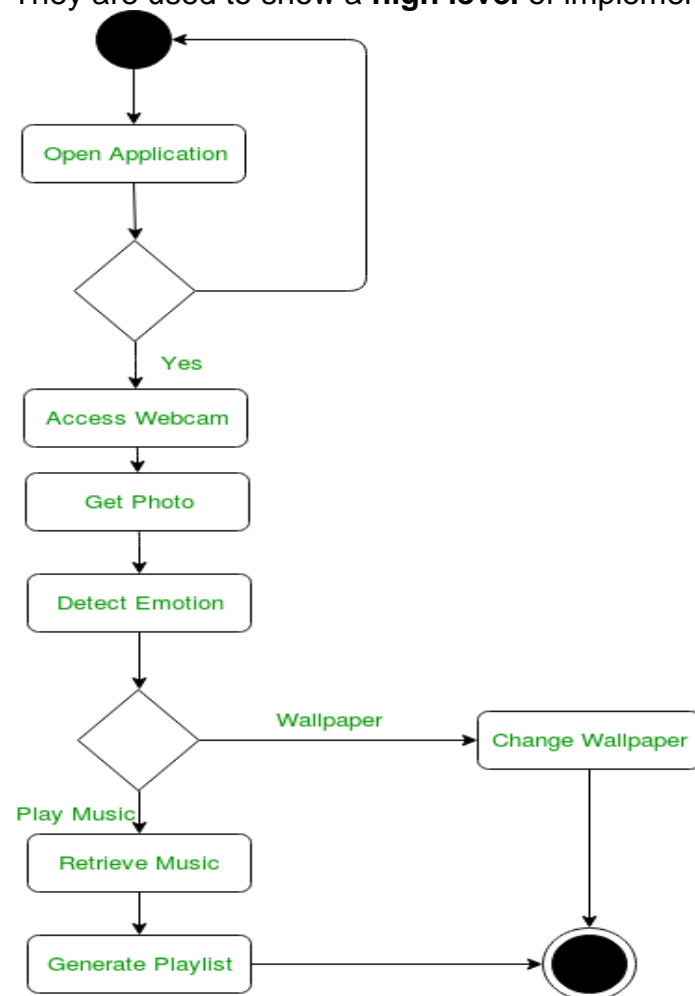 They are used to show a high level of implemen
Open Application
Yes
Access Webcam
Get Photo
Detect Emotion
Wallpaper
Change Wallpaper
Play Music
Retrieve Music
Generate Playlist